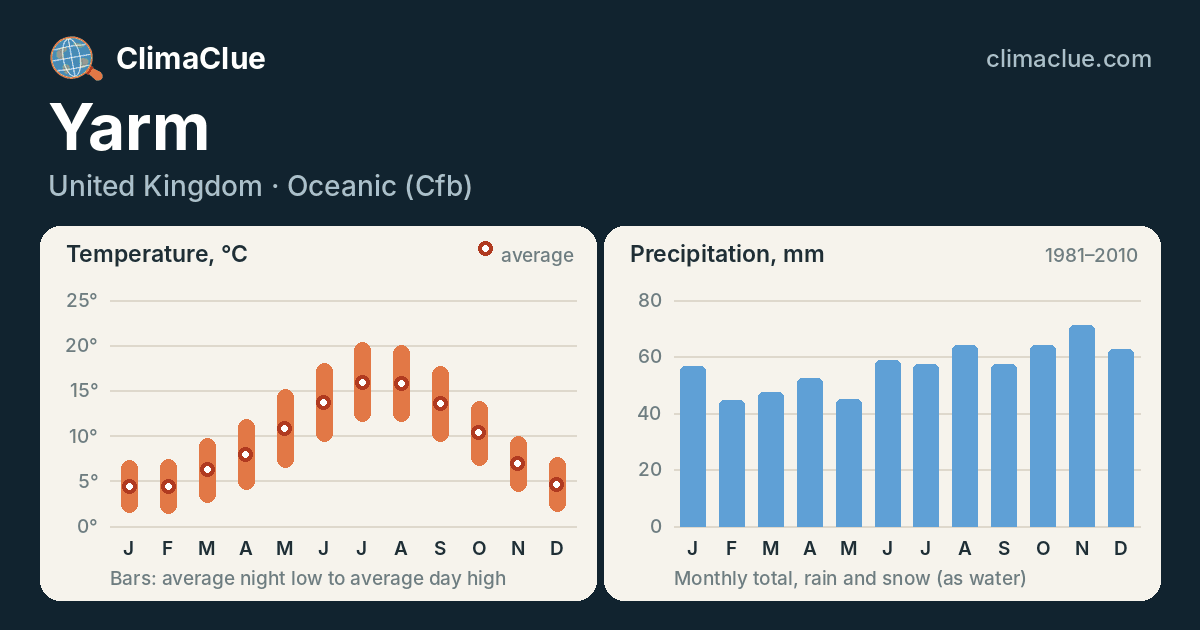 ClimaClue
climaclue.com
Yarm
United Kingdom · Oceanic (Cfb)
Temperature, °C
average
25°
20°
15°
10°
5°
0°
J F M A M J J A S O N D
Bars: average night low to average day high
Precipitation, mm
1981–2010
80
60
40
20
0
J F M A M J J A S O N D
Monthly total, rain and snow (as water)